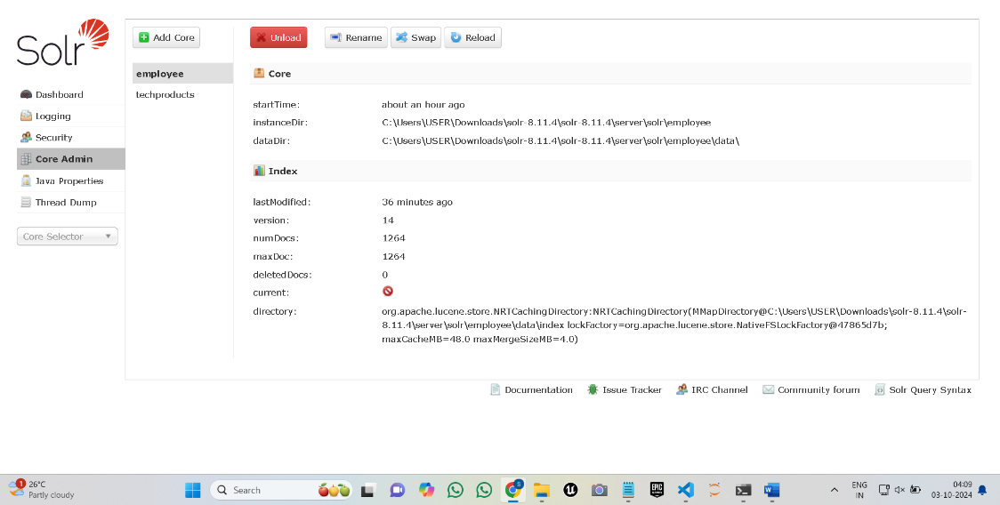 Solr
Dashboard
Logging
Security
Core Admin
Java Properties
Thread Dump
Core Selector
Add Core
employee
techproducts
Unload Rename Swap Reload
Core
startTime: about an hour ago
instanceDir: C:\Users\USER\Downloads\solr-8.11.4\solr-8.11.4\server\solr\employee
dataDir: C:\Users\USER\Downloads\solr-8.11.4\solr-8.11.4\server\solr\employee\data\
Index
lastModified: 36 minutes ago
version: 14
numDocs: 1264
maxDoc: 1264
deletedDocs: 0
current:
directory: org.apache.lucene.store.NRTCachingDirectory:NRTCachingDirectory(MMapDirectory@C:\Users\USER\Downloads\solr-8.11.4\solr-
8.11.4\server\solr\employee\data\index lockFactory=org.apache.lucene.store.NativeFSLockFactory@47865d7b;
maxCacheMB=48.0 maxMergeSizeMB=4.0)
Documentation Issue Tracker IRC Channel Community forum Solr Query Syntax
1 26°C
Partly cloudy
Search
S
EPIC
W
ENG
IN
04:09
03-10-2024